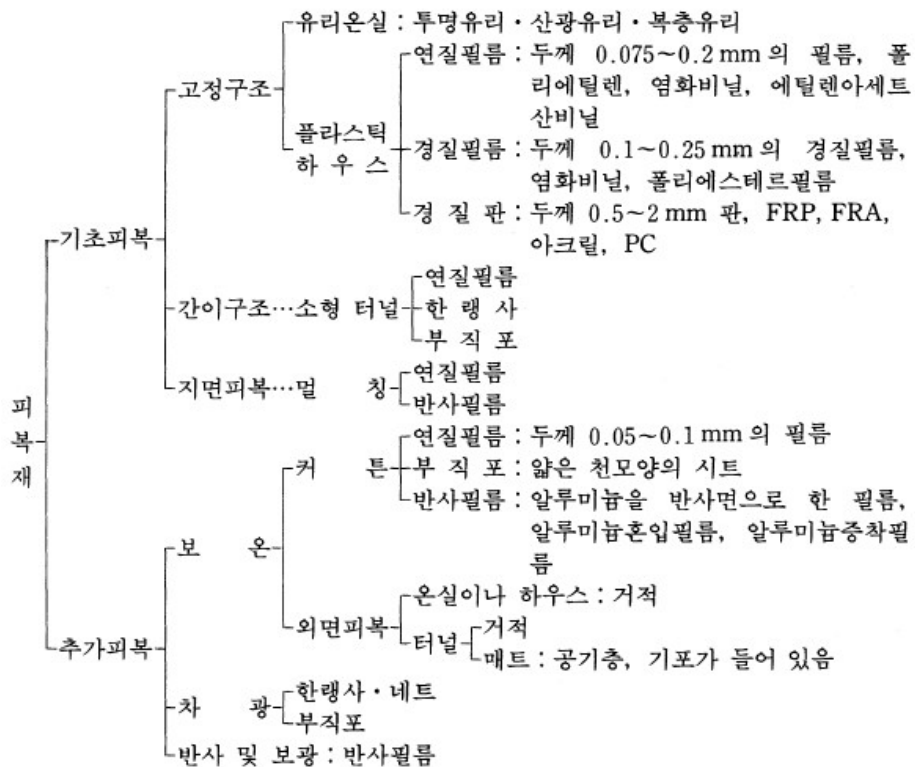 유리온실 : 투명유리・산광유리・복층유리
연질필름 : 두께 0.075~0.2 mm의 필름, 폴
리에틸렌, 염화비닐, 에틸렌아세트
산비닐
고정구조
플라스틱
하 우 스
경질필름 : 두께 0.1~0.25 mm의 경질필름,
염화비닐, 폴리에스테르필름
경 질 판 : 두께 0.5~2 mm 판, FRP, FRA,
아크릴, PC
기초피복
연질필름
간이구조…소형 터널
한 랭 사
부 직 포
연질필름
지면피복…멀 칭
반사필름
피
복
재
연질필름 : 두께 0.05~0.1 mm의 필름
커 튼
부 직 포 : 얇은 천모양의 시트
반사필름 : 알루미늄을 반사면으로 한 필름,
알루미늄혼입필름, 알루미늄증착필
름
보 온
온실이나 하우스 : 거적
외면피복
터널
거적
매트 : 공기층, 기포가 들어 있음
추가피복
한랭사・네트
차 광
부직포
반사 및 보광 : 반사필름